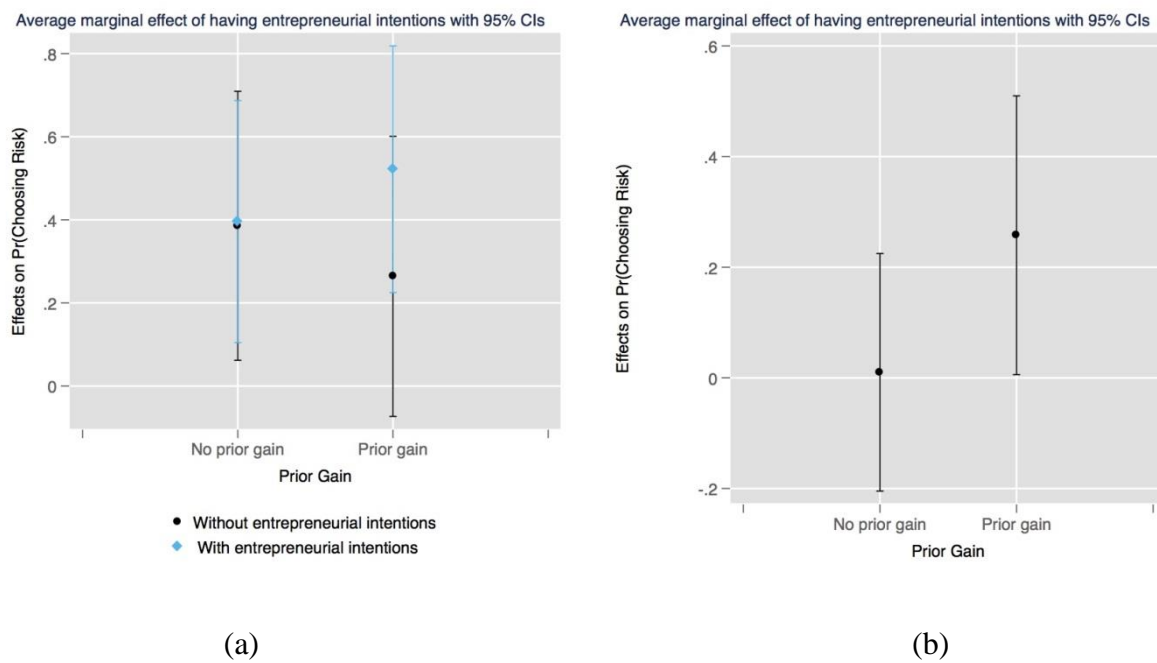 Average marginal effect of having entrepreneurial intentions with 95% CIs
.8
.6
.4
.2
0
Effects on Pr(Choosing Risk)
No prior gain Prior gain
Prior Gain
Without entrepreneurial intentions
With entrepreneurial intentions
(a)
Average marginal effect of having entrepreneurial intentions with 95% CIs
.6
.4
.2
0
-.2
Effects on Pr(Choosing Risk)
No prior gain Prior gain
Prior Gain
(b)